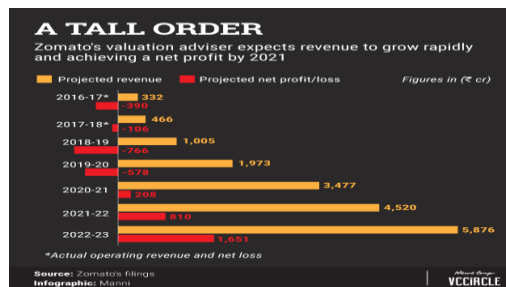 A TALL ORDER
Zomato's valuation adviser expects revenue to grow rapidly
and achieving a net profit by 2021
Projected revenue Projected net profit/loss Figures in (₹ cr)
2016-17* 332
-390
2017-18* 466
-106
2018-19 1,005
-766
2019-20 1,973
-578
2020-21 3,477
208
2021-22 4,520
810
2022-23 5,876
1,651
*Actual operating revenue and net loss
Source: Zomato's filings
Infographic: Manni
VCCIRCLE